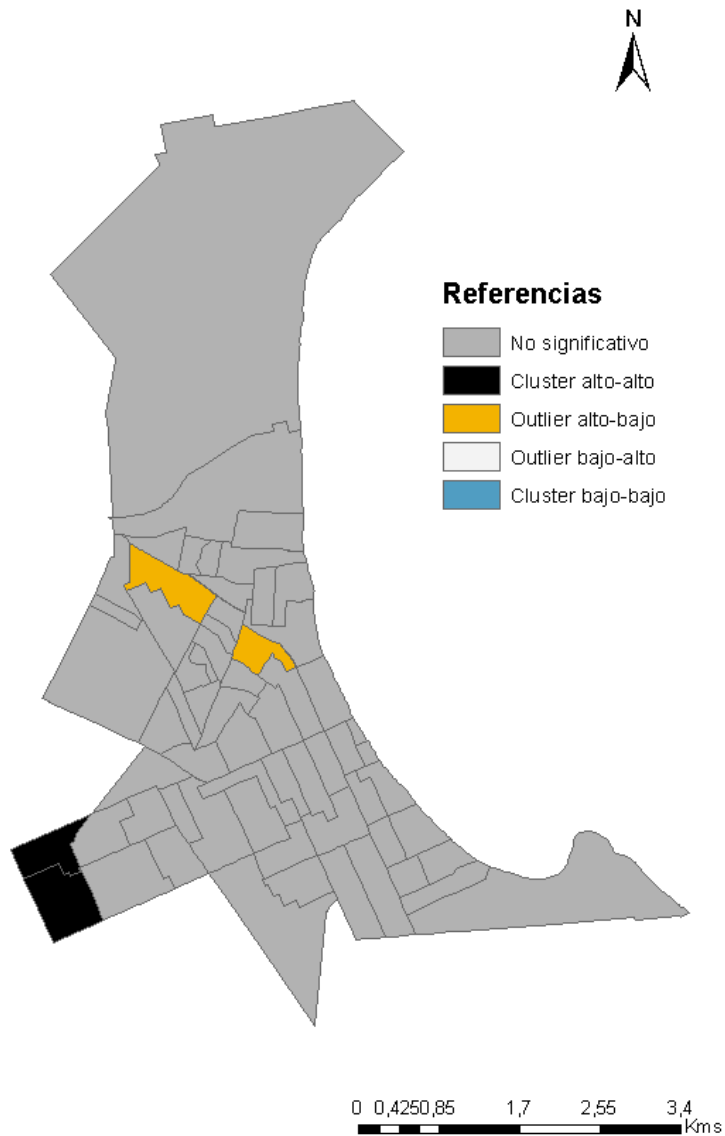 N
Referencias
No significativo
Cluster alto-alto
Outlier alto-bajo
Outlier bajo-alto
Cluster bajo-bajo
0 0,4250,85 1,7 2,55 3,4
Kms